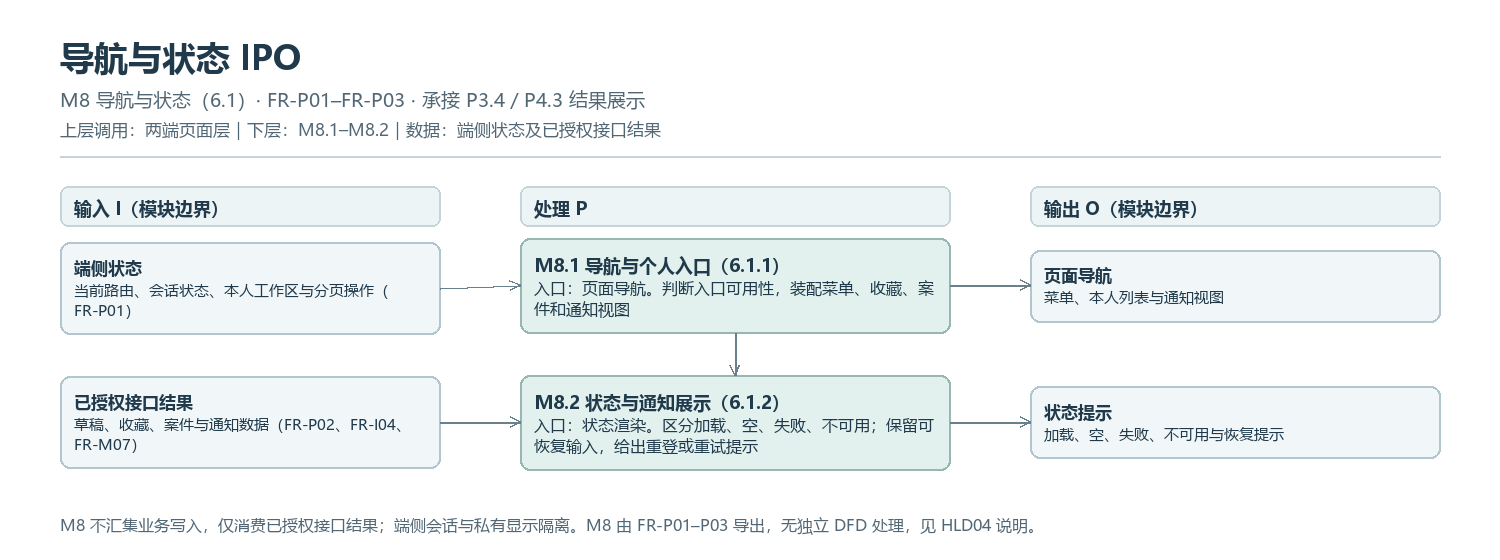 导航与状态 IPO
M8 导航与状态（6.1）· FR-P01–FR-P03 · 承接 P3.4 / P4.3 结果展示
上层调用：两端页面层 | 下层：M8.1–M8.2 | 数据：端侧状态及已授权接口结果
输入 I（模块边界）
处理 P
输出 O（模块边界）
端侧状态
当前路由、会话状态、本人工作区与分页操作（
FR-P01）
M8.1 导航与个人入口（6.1.1）
入口：页面导航。判断入口可用性，装配菜单、收藏、案
件和通知视图
页面导航
菜单、本人列表与通知视图
已授权接口结果
草稿、收藏、案件与通知数据（FR-P02、FR-I04、
FR-M07）
M8.2 状态与通知展示（6.1.2）
入口：状态渲染。区分加载、空、失败、不可用；保留可
恢复输入，给出重登或重试提示
状态提示
加载、空、失败、不可用与恢复提示
M8 不汇集业务写入，仅消费已授权接口结果；端侧会话与私有显示隔离。M8 由 FR-P01–P03 导出，无独立 DFD 处理，见 HLD04 说明。